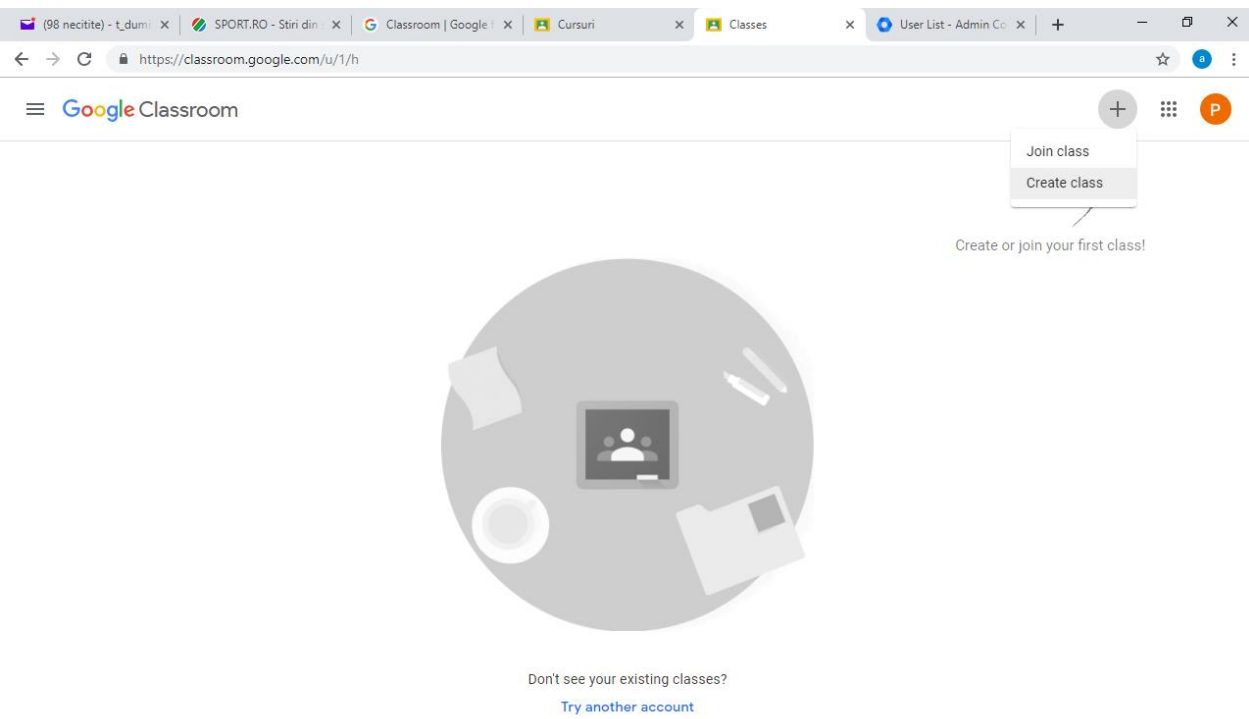 (98 necitite) - t_dumi
SPORT.RO - Stiri din
Classroom | Google
Cursuri
Classes
User List - Admin Co
https://classroom.google.com/u/1/h
a
Google Classroom
P
Join class
Create class
Create or join your first class!
Don't see your existing classes?
Try another account